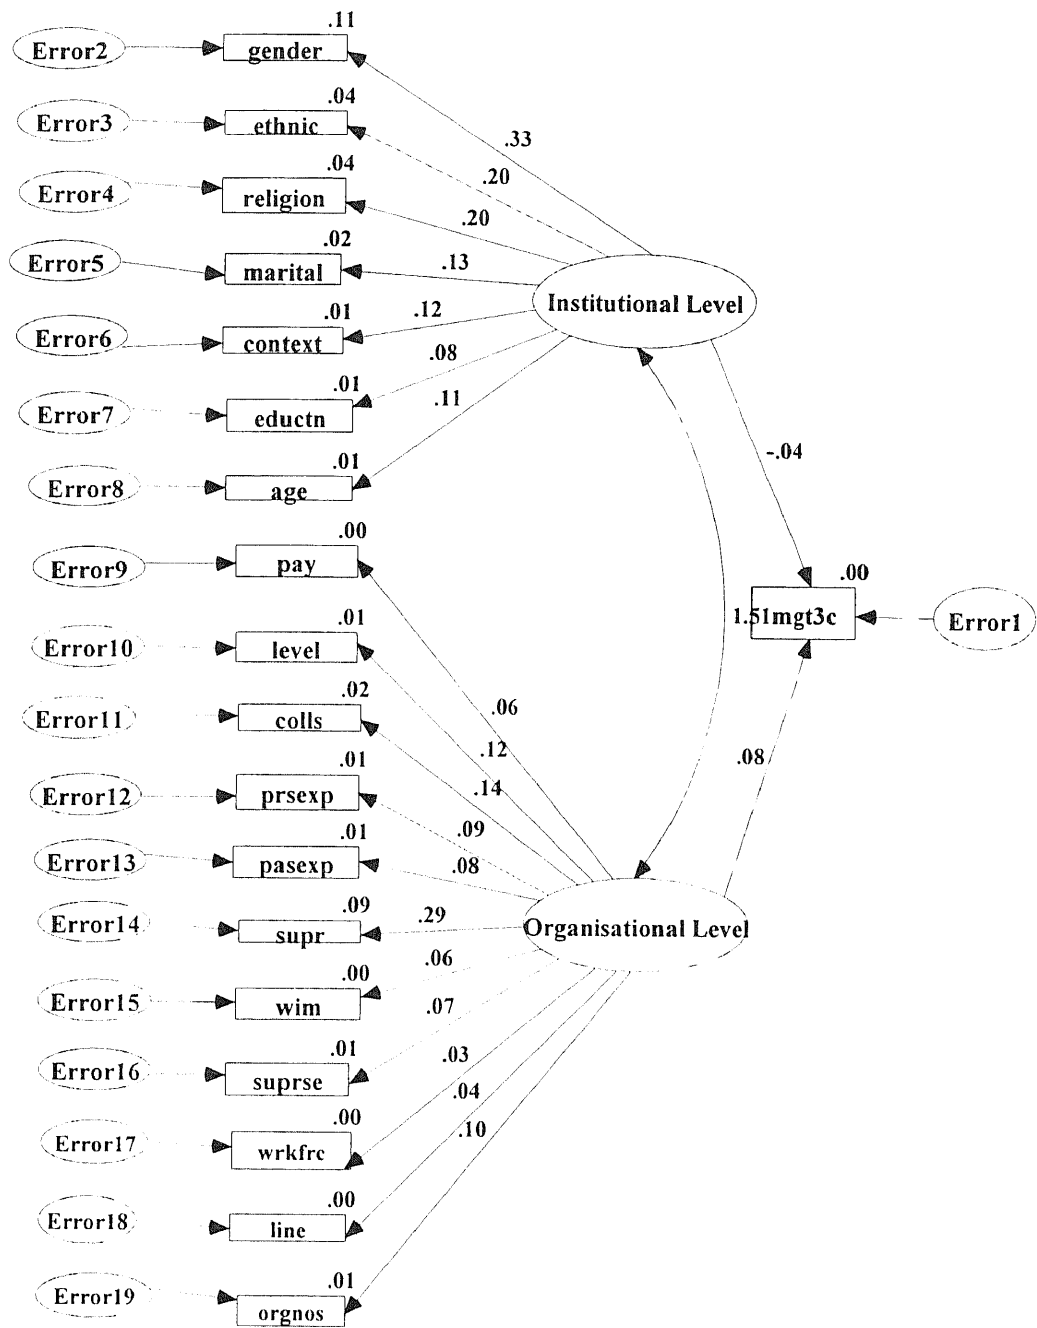 .11
Error2 gender
.33
.04
Error3 ethnic
.20
.04
Error4 religion
.20
.02
Error5 marital
.13
Institutional Level
.01
Error6 context
.12
.01
Error7 eductn
.08
.01
Error8 age
.11
-.04
.00
Error9 pay
.06
.00
1.51mgt3c Error1
.01
Error10 level
.12
.02
Error11 colls
.14
.08
.01
Error12 prsexp
.09
.01
Error13 pasexp
.08
.09
Error14 supr
.29
Organisational Level
.00
Error15 wim
.06
.01
Error16 suprse
.07
.00
Error17 wrkfrc
.03
.00
Error18 line
.04
.01
Error19 orgnos
.10